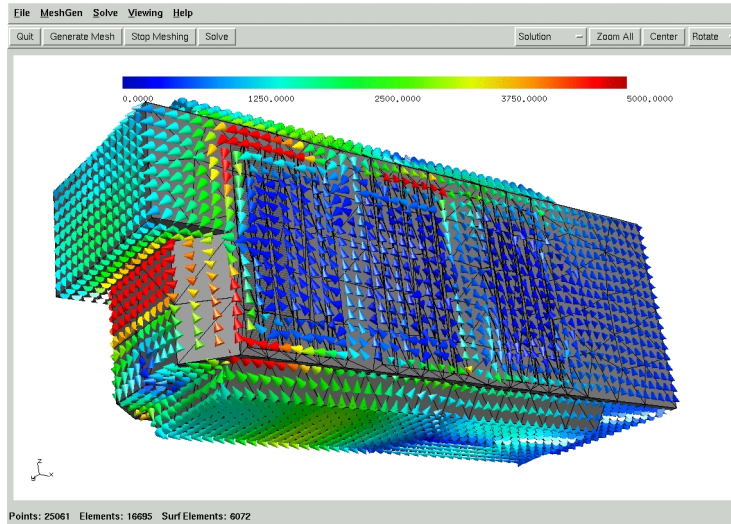 File MeshGen Solve Viewing Help
Quit Generate Mesh Stop Meshing Solve Solution Zoom All Center Rotate
0.0000 1250.0000 2500.0000 3750.0000 5000.0000
z
y x
Points: 25061 Elements: 16695 Surf Elements: 6072